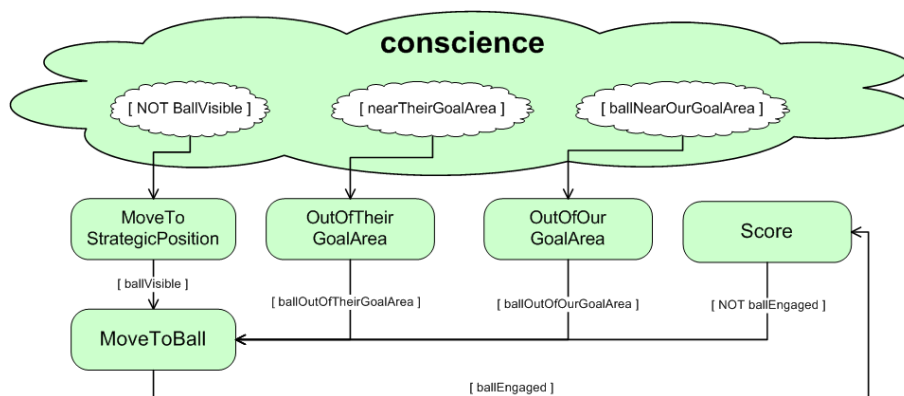 conscience
[ NOT BallVisible ]
[ nearTheirGoalArea ]
[ ballNearOurGoalArea ]
MoveTo
StrategicPosition
OutOfTheir
GoalArea
OutOfOur
GoalArea
Score
[ ballVisible ]
[ ballOutOfTheirGoalArea ]
[ ballOutOfOurGoalArea ]
[ NOT ballEngaged ]
MoveToBall
[ ballEngaged ]